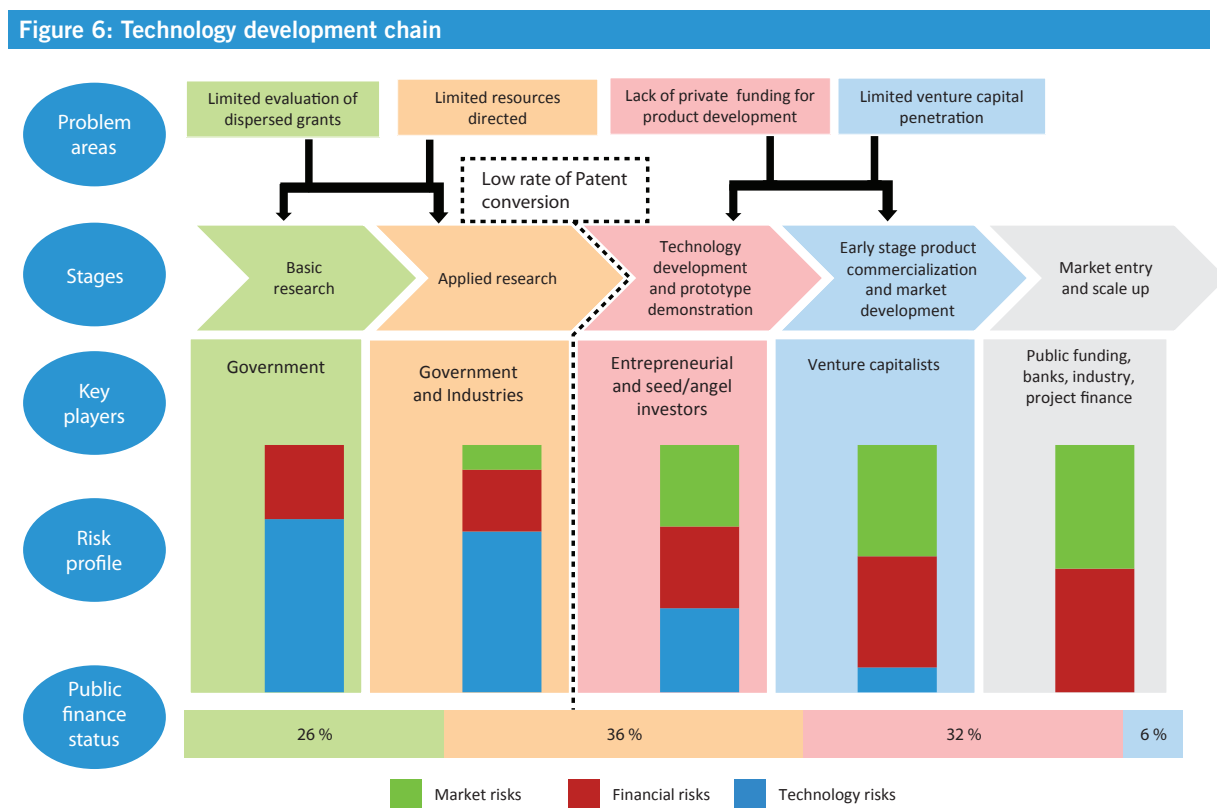 Figure 6: Technology development chain
Problem
areas
Limited evaluation of
dispersed grants
Limited resources
directed
Lack of private funding for
product development
Limited venture capital
penetration
Low rate of Patent
conversion
Stages
Basic
research
Applied research
Technology
development
and prototype
demonstration
Early stage product
commercialization
and market
development
Market entry
and scale up
Key
players
Government
Government
and Industries
Entrepreneurial
and seed/angel
investors
Venture capitalists
Public funding,
banks, industry,
project finance
Risk
profile
Public
finance
status
26 %
36 %
32 %
6 %
Market risks
Financial risks
Technology risks